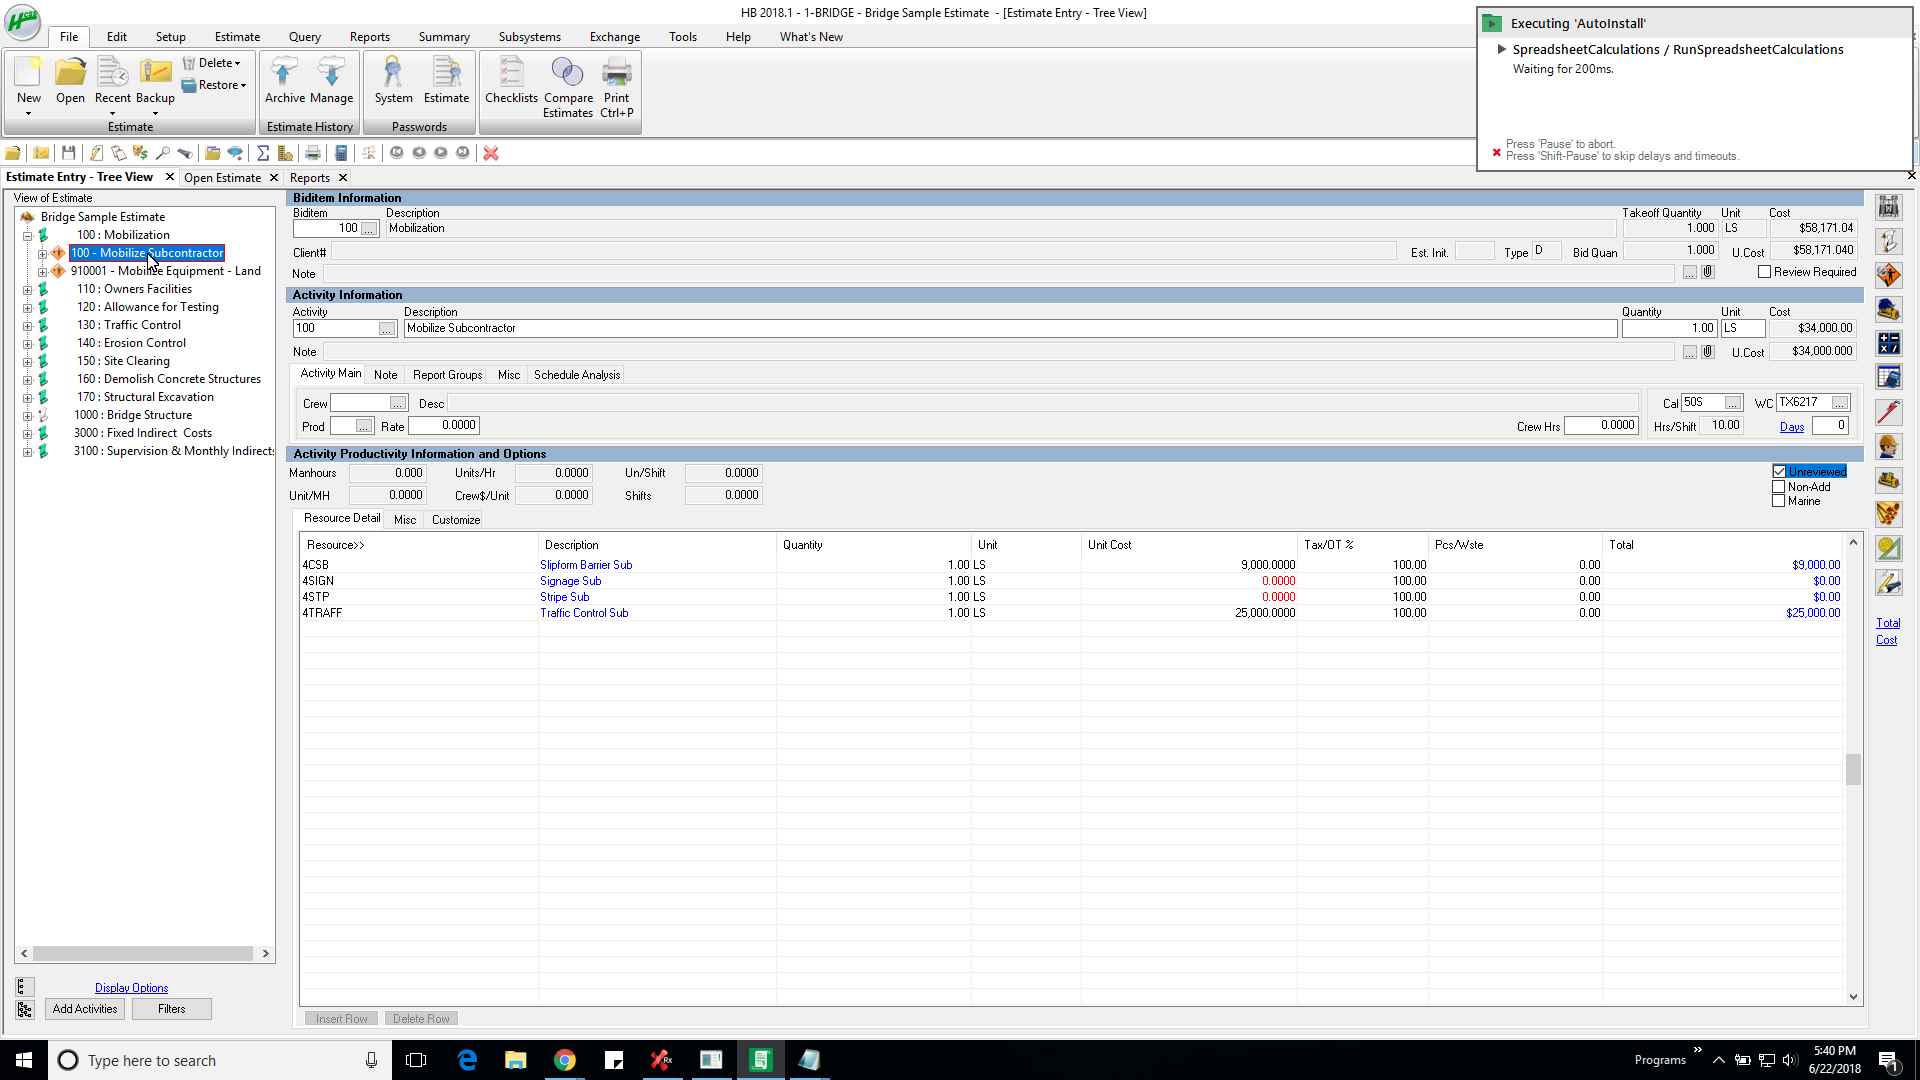 HB 2018.1 - 1-BRIDGE - Bridge Sample Estimate - [Estimate Entry - Tree View]
File Edit Setup Estimate Query Reports Summary Subsystems Exchange Tools Help What's New
New Open Recent Backup Delete Restore
Estimate
Archive Manage
Estimate History
System Estimate
Passwords
Checklists Compare Estimates Print Ctrl+P
Executing 'AutoInstall'
SpreadsheetCalculations / RunSpreadsheetCalculations
Waiting for 200ms.
Press 'Pause' to abort.
Press 'Shift-Pause' to skip delays and timeouts.
Estimate Entry - Tree View Open Estimate Reports
View of Estimate
Bridge Sample Estimate
100 : Mobilization
100 - Mobilize Subcontractor
910001 - Mobilize Equipment - Land
110 : Owners Facilities
120 : Allowance for Testing
130 : Traffic Control
140 : Erosion Control
150 : Site Clearing
160 : Demolish Concrete Structures
170 : Structural Excavation
1000 : Bridge Structure
3000 : Fixed Indirect Costs
3100 : Supervision & Monthly Indirects
Display Options
Add Activities Filters
Biditem Information
Biditem Description Takeoff Quantity Unit Cost
100 ... Mobilization 1.000 LS $58,171.04
Client# Est. Init. Type D Bid Quan 1.000 U.Cost $58,171.040
Note ... Review Required
Activity Information
Activity Description Quantity Unit Cost
100 ... Mobilize Subcontractor 1.00 LS $34,000.00
Note ... U.Cost $34,000.000
Activity Main Note Report Groups Misc Schedule Analysis
Crew ... Desc Cal 50S ... WC TX6217 ...
Prod ... Rate 0.0000 Crew Hrs 0.0000 Hrs/Shift 10.00 Days 0
Activity Productivity Information and Options
Manhours 0.000 Units/Hr 0.0000 Un/Shift 0.0000 Unreviewed
Unit/MH 0.0000 Crew$/Unit 0.0000 Shifts 0.0000 Non-Add
Marine
Resource Detail Misc Customize
Resource>> Description Quantity Unit Unit Cost Tax/OT % Pcs/Wste Total
4CSB Slipform Barrier Sub 1.00 LS 9,000.0000 100.00 0.00 $9,000.00
4SIGN Signage Sub 1.00 LS 0.0000 100.00 0.00 $0.00
4STP Stripe Sub 1.00 LS 0.0000 100.00 0.00 $0.00
4TRAFF Traffic Control Sub 1.00 LS 25,000.0000 100.00 0.00 $25,000.00
Total
Cost
Insert Row Delete Row
Type here to search
Programs
5:40 PM
6/22/2018
1